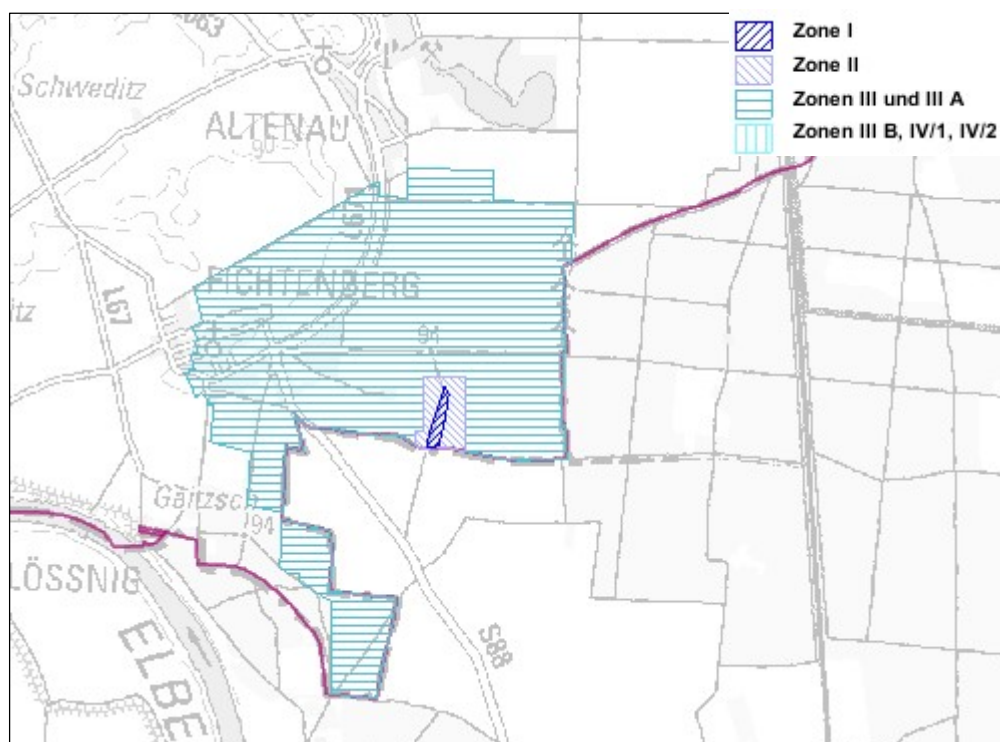 Zone I
Zone II
Zonen III und III A
Zonen III B, IV/1, IV/2
Schweditz
ALTENAU
90
L67
FICHTENBERG
L67
94
Gaitzsch
94
LÖSSNIG
ELBE
S88